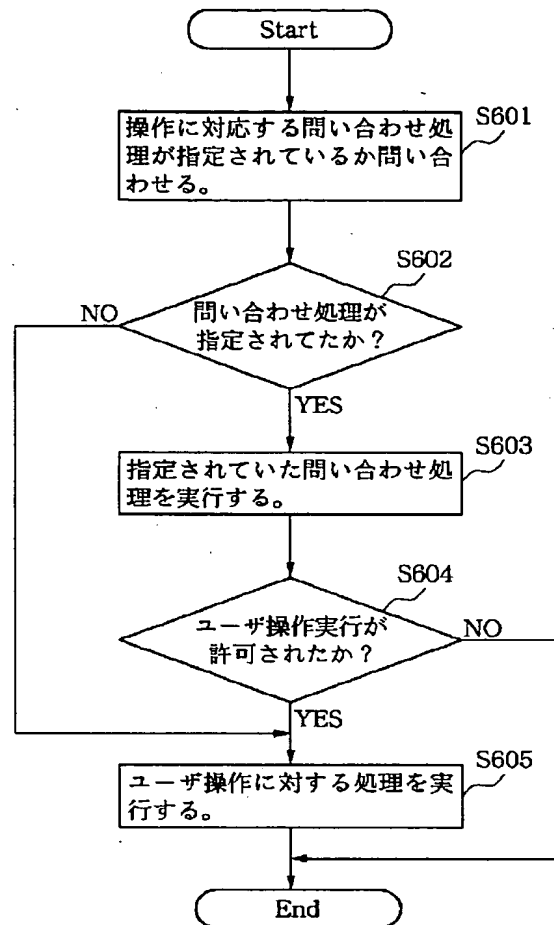 Start
S601
操作に対応する問い合わせ処
理が指定されているか問い合
わせる。
S602
NO
問い合わせ処理が
指定されてたか?
YES
S603
指定されていた問い合わせ処
理を実行する。
S604
ユーザ操作実行が
許可されたか?
NO
YES
S605
ユーザ操作に対する処理を実
行する。
End